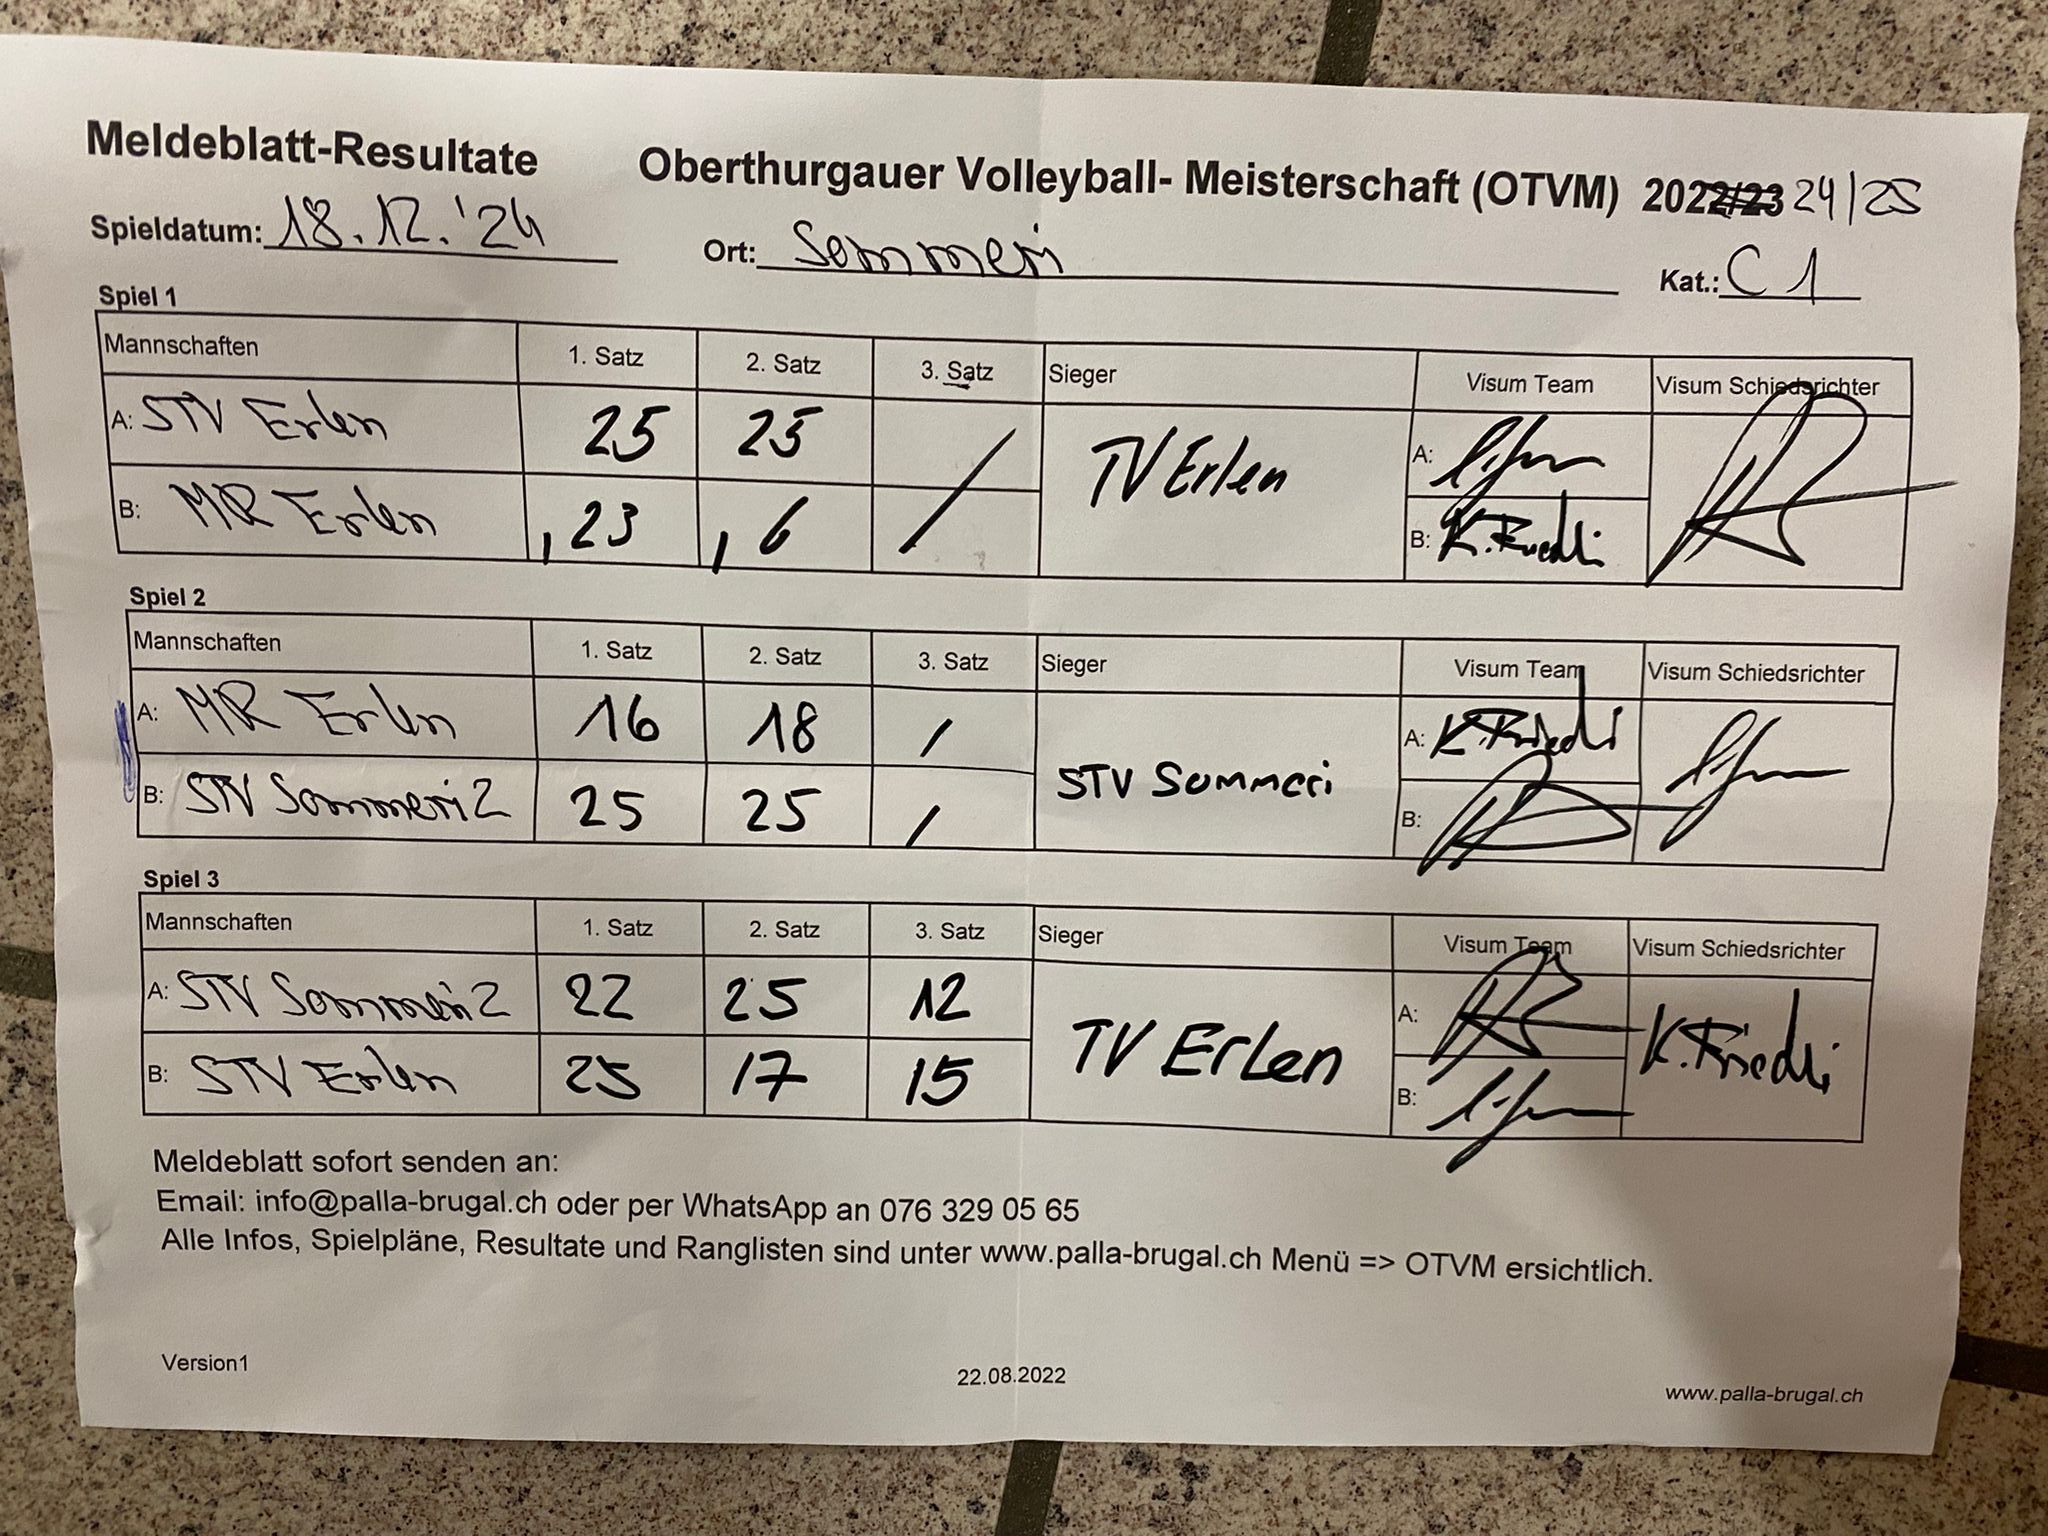 Meldeblatt-Resultate Oberthurgauer Volleyball- Meisterschaft (OTVM) 2022/23 24/25
Spieldatum: 18.12.'24 Ort: Sommeri Kat.: C 1
Spiel 1
Mannschaften 1. Satz 2. Satz 3. Satz Sieger Visum Team Visum Schiedsrichter
A: STV Erlen 25 25 / TV Erlen A:
B: MR Erlen 23 6 B: K. Friedli
Spiel 2
Mannschaften 1. Satz 2. Satz 3. Satz Sieger Visum Team Visum Schiedsrichter
A: MR Erlen 16 18 / STV Sommeri A: K. Friedli
B: STV Sommeri 2 25 25 / B:
Spiel 3
Mannschaften 1. Satz 2. Satz 3. Satz Sieger Visum Team Visum Schiedsrichter
A: STV Sommeri 2 22 25 12 TV Erlen A: K. Friedli
B: STV Erlen 25 17 15 B:
Meldeblatt sofort senden an:
Email: info@palla-brugal.ch oder per WhatsApp an 076 329 05 65
Alle Infos, Spielpläne, Resultate und Ranglisten sind unter www.palla-brugal.ch Menü => OTVM ersichtlich.
Version1 22.08.2022 www.palla-brugal.ch